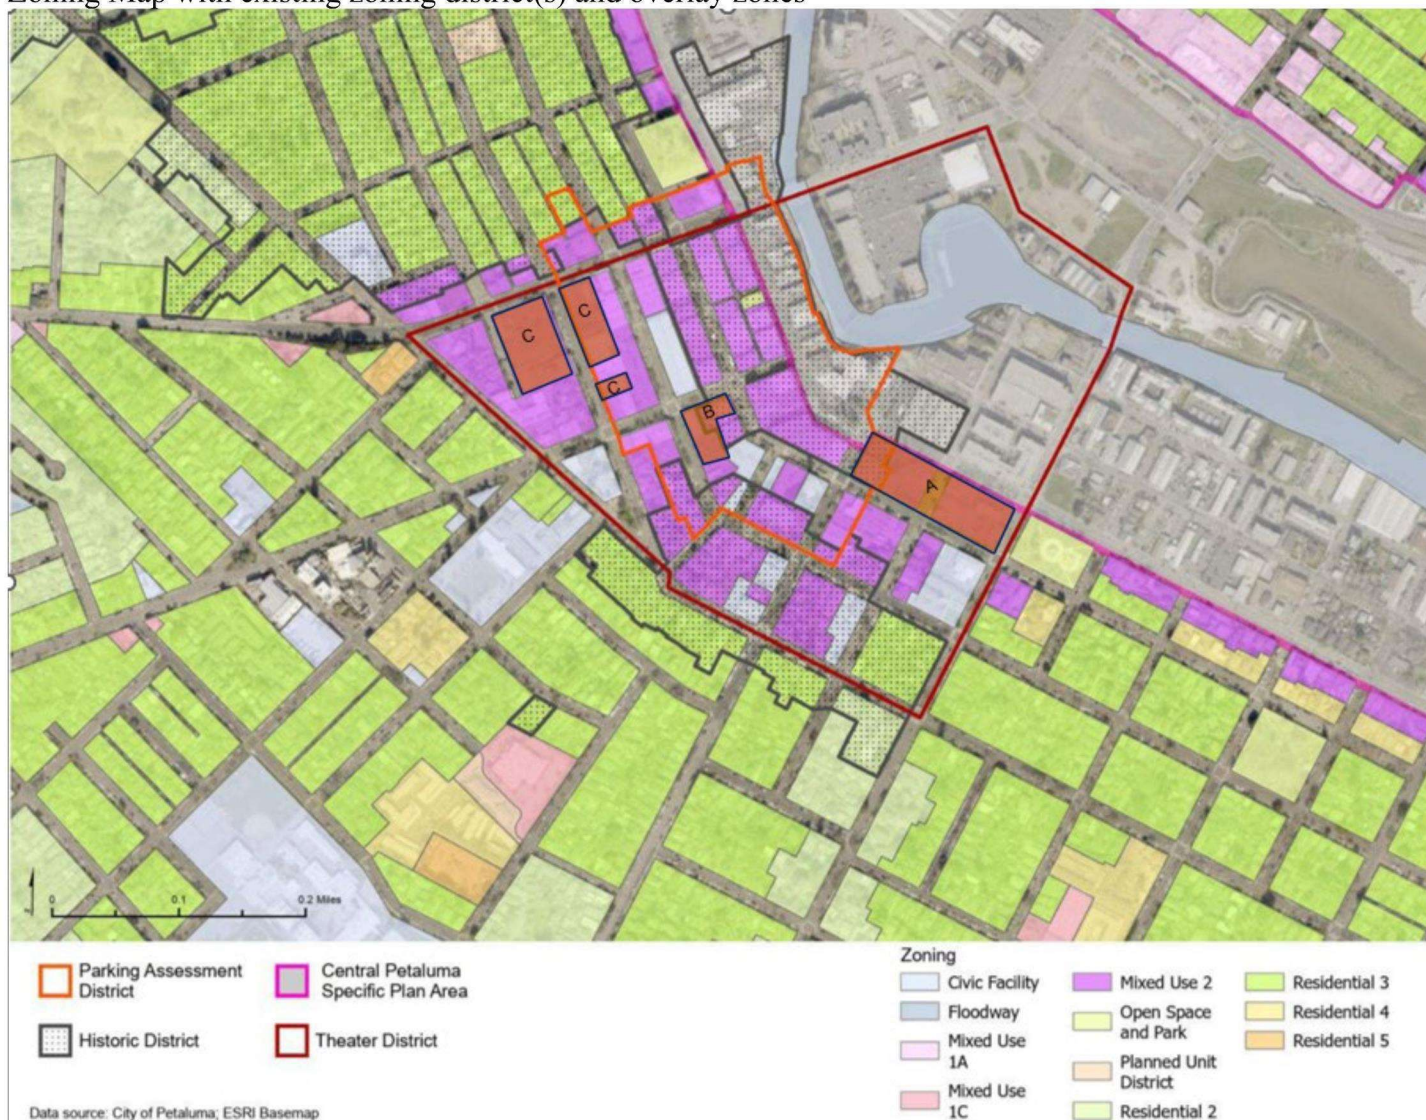 Zoning Map with existing zoning district(s) and overlay zones
C
C
C
B
A
0
0.1
0.2 Miles
Parking Assessment
District
Central Petaluma
Specific Plan Area
Historic District
Theater District
Zoning
Civic Facility
Floodway
Mixed Use
1A
Mixed Use
1C
Mixed Use 2
Open Space
and Park
Planned Unit
District
Residential 2
Residential 3
Residential 4
Residential 5
Data source: City of Petaluma; ESRI Basemap